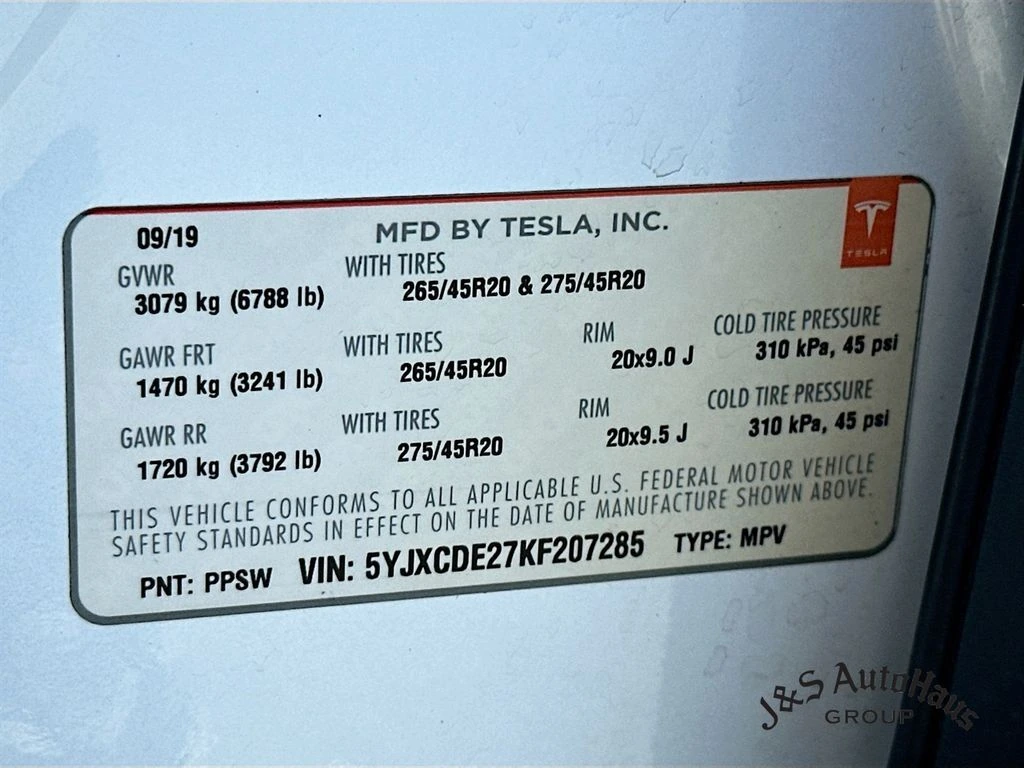 09/19 MFD BY TESLA, INC.
TESLA
GVWR WITH TIRES
3079 kg (6788 lb) 265/45R20 & 275/45R20
GAWR FRT WITH TIRES RIM COLD TIRE PRESSURE
1470 kg (3241 lb) 265/45R20 20x9.0 J 310 kPa, 45 psi
GAWR RR WITH TIRES RIM COLD TIRE PRESSURE
1720 kg (3792 lb) 275/45R20 20x9.5 J 310 kPa, 45 psi
THIS VEHICLE CONFORMS TO ALL APPLICABLE U.S. FEDERAL MOTOR VEHICLE
SAFETY STANDARDS IN EFFECT ON THE DATE OF MANUFACTURE SHOWN ABOVE.
PNT: PPSW VIN: 5YJXCDE27KF207285 TYPE: MPV
J&S AutoHaus
GROUP